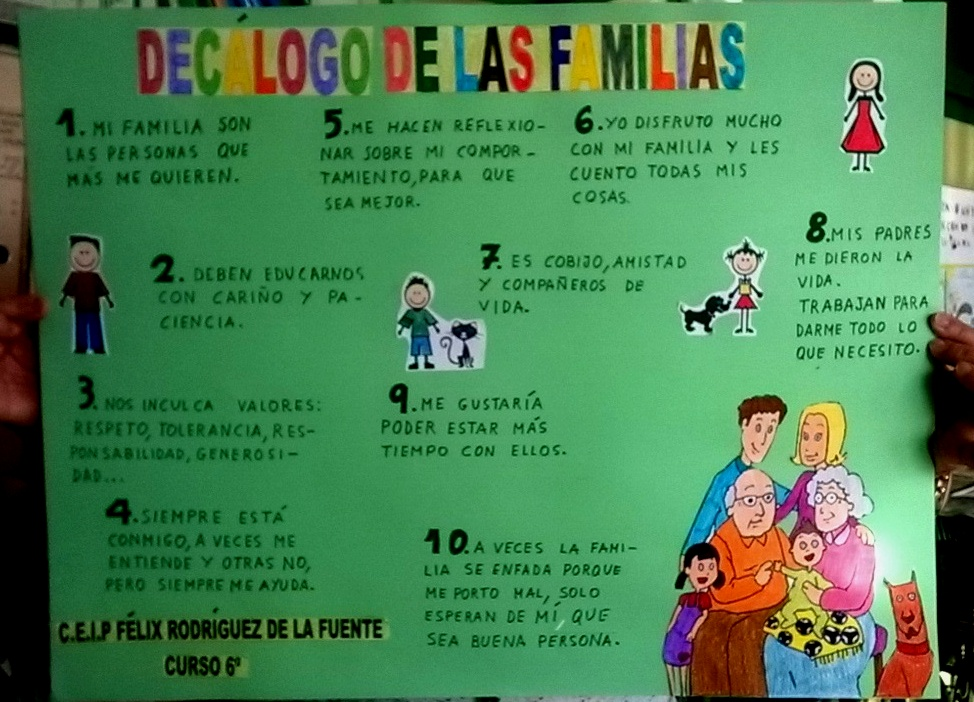 DECÁLOGO DE LAS FAMILIAS
1. MI FAMILIA SON
LAS PERSONAS QUE
MÁS ME QUIEREN.
2. DEBEN EDUCARNOS
CON CARIÑO Y PA-
CIENCIA.
3. NOS INCULCA VALORES:
RESPETO, TOLERANCIA, RES-
PONSABILIDAD, GENEROSI-
DAD...
4. SIEMPRE ESTÁ
CONMIGO, A VECES ME
ENTIENDE Y OTRAS NO,
PERO SIEMPRE ME AYUDA.
5. ME HACEN REFLEXIO-
NAR SOBRE MI COMPOR-
TAMIENTO, PARA QUE
SEA MEJOR.
6. YO DISFRUTO MUCHO
CON MI FAMILIA Y LES
CUENTO TODAS MIS
COSAS.
7. ES COBIJO, AMISTAD
Y COMPAÑEROS DE
VIDA.
8. MIS PADRES
ME DIERON LA
VIDA.
TRABAJAN PARA
DARME TODO LO
QUE NECESITO.
9. ME GUSTARÍA
PODER ESTAR MÁS
TIEMPO CON ELLOS.
10. A VECES LA FAMI-
LIA SE ENFADA PORQUE
ME PORTO MAL, SOLO
ESPERAN DE MÍ, QUE
SEA BUENA PERSONA.
C.E.I.P FÉLIX RODRÍGUEZ DE LA FUENTE
CURSO 6º